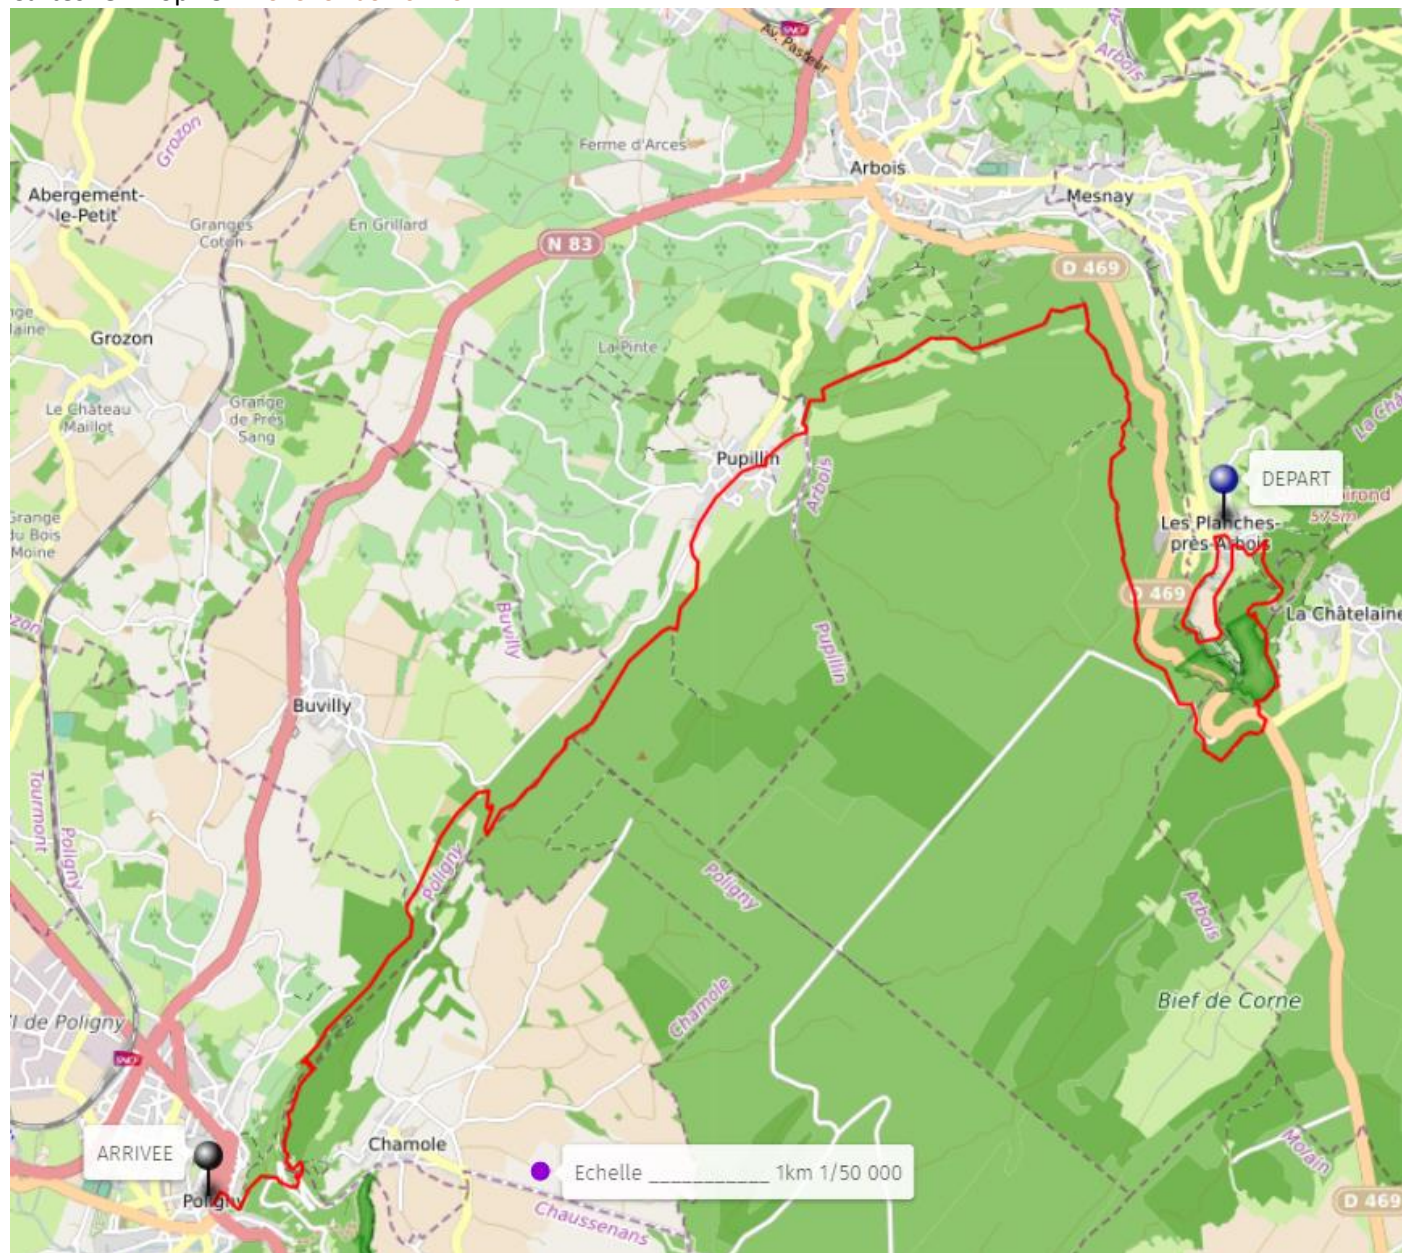 SNCF
Av. Pasteur
Arbois
Grozon
Ferme d'Arces
Arbois
Abergement-
le-Petit
Mesnay
Granges
Coton
En Grillard
N 83
D 469
Grozon
La Pinte
Le Château
Maillot
Grange
de Prés
Sang
Pupillin
Arbois
DEPART
575m
Grange
du Bois
Moine
Les Planches-
près-Arbois
D 469
La Châtelaine
Buvilly
Pupillin
Buvilly
Tourmont
Poligny
Poligny
Poligny
Arbois
Chamole
Bief de Corne
de Poligny
SNCF
ARRIVEE
Chamole
Echelle ___________ 1km 1/50 000
Molain
Poligny
D 469
Chaussenans